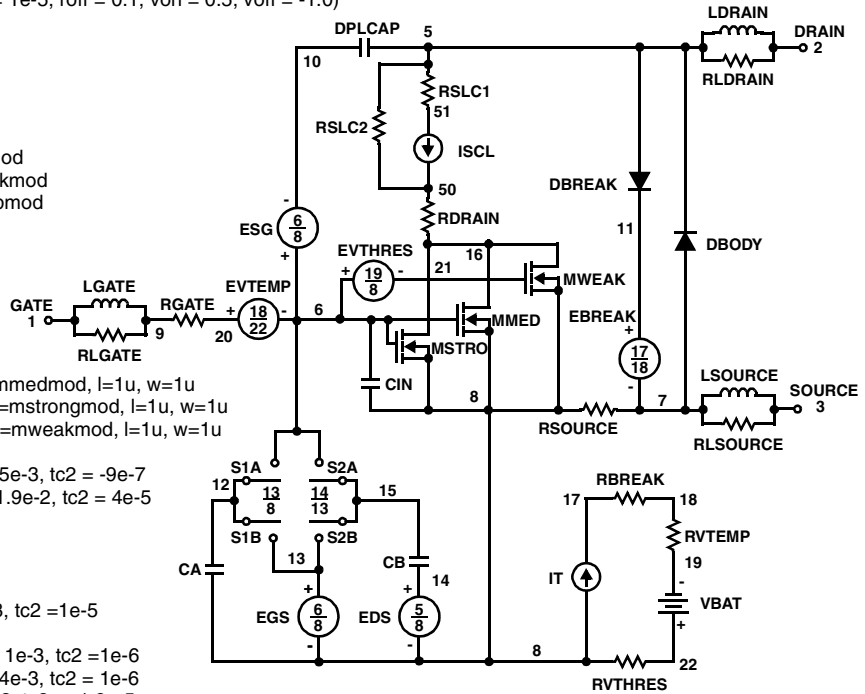 = 1e-5, roff = 0.1, von = 0.5, voff = -1.0)
LDRAIN
DPLCAP
5
DRAIN
2
10
RLDRAIN
RSLC1
51
RSLC2
ISCL
50
DBREAK
RDRAIN
ESG
6
8
EVTHRES
11
DBODY
+
19
8
-
21
16
MWEAK
LGATE
EVTEMP
GATE
1
RGATE
+
18
22
-
6
MMED
EBREAK
+
9
20
RLGATE
MSTRO
17
18
-
LSOURCE
CIN
SOURCE
3
mmedmod, l=1u, w=1u
=mstrongmod, l=1u, w=1u
8
7
=mweakmod, l=1u, w=1u
RSOURCE
RLSOURCE
5e-3, tc2 = -9e-7
1.9e-2, tc2 = 4e-5
S1A
S2A
12
13
8
14
13
15
RBREAK
17
18
S1B
S2B
RVTEMP
13
CA
CB
14
19
IT
-
VBAT
+
+
+
3, tc2 =1e-5
EGS
6
8
EDS
5
8
-
-
1e-3, tc2 =1e-6
8
22
4e-3, tc2 = 1e-6
RVTHRES